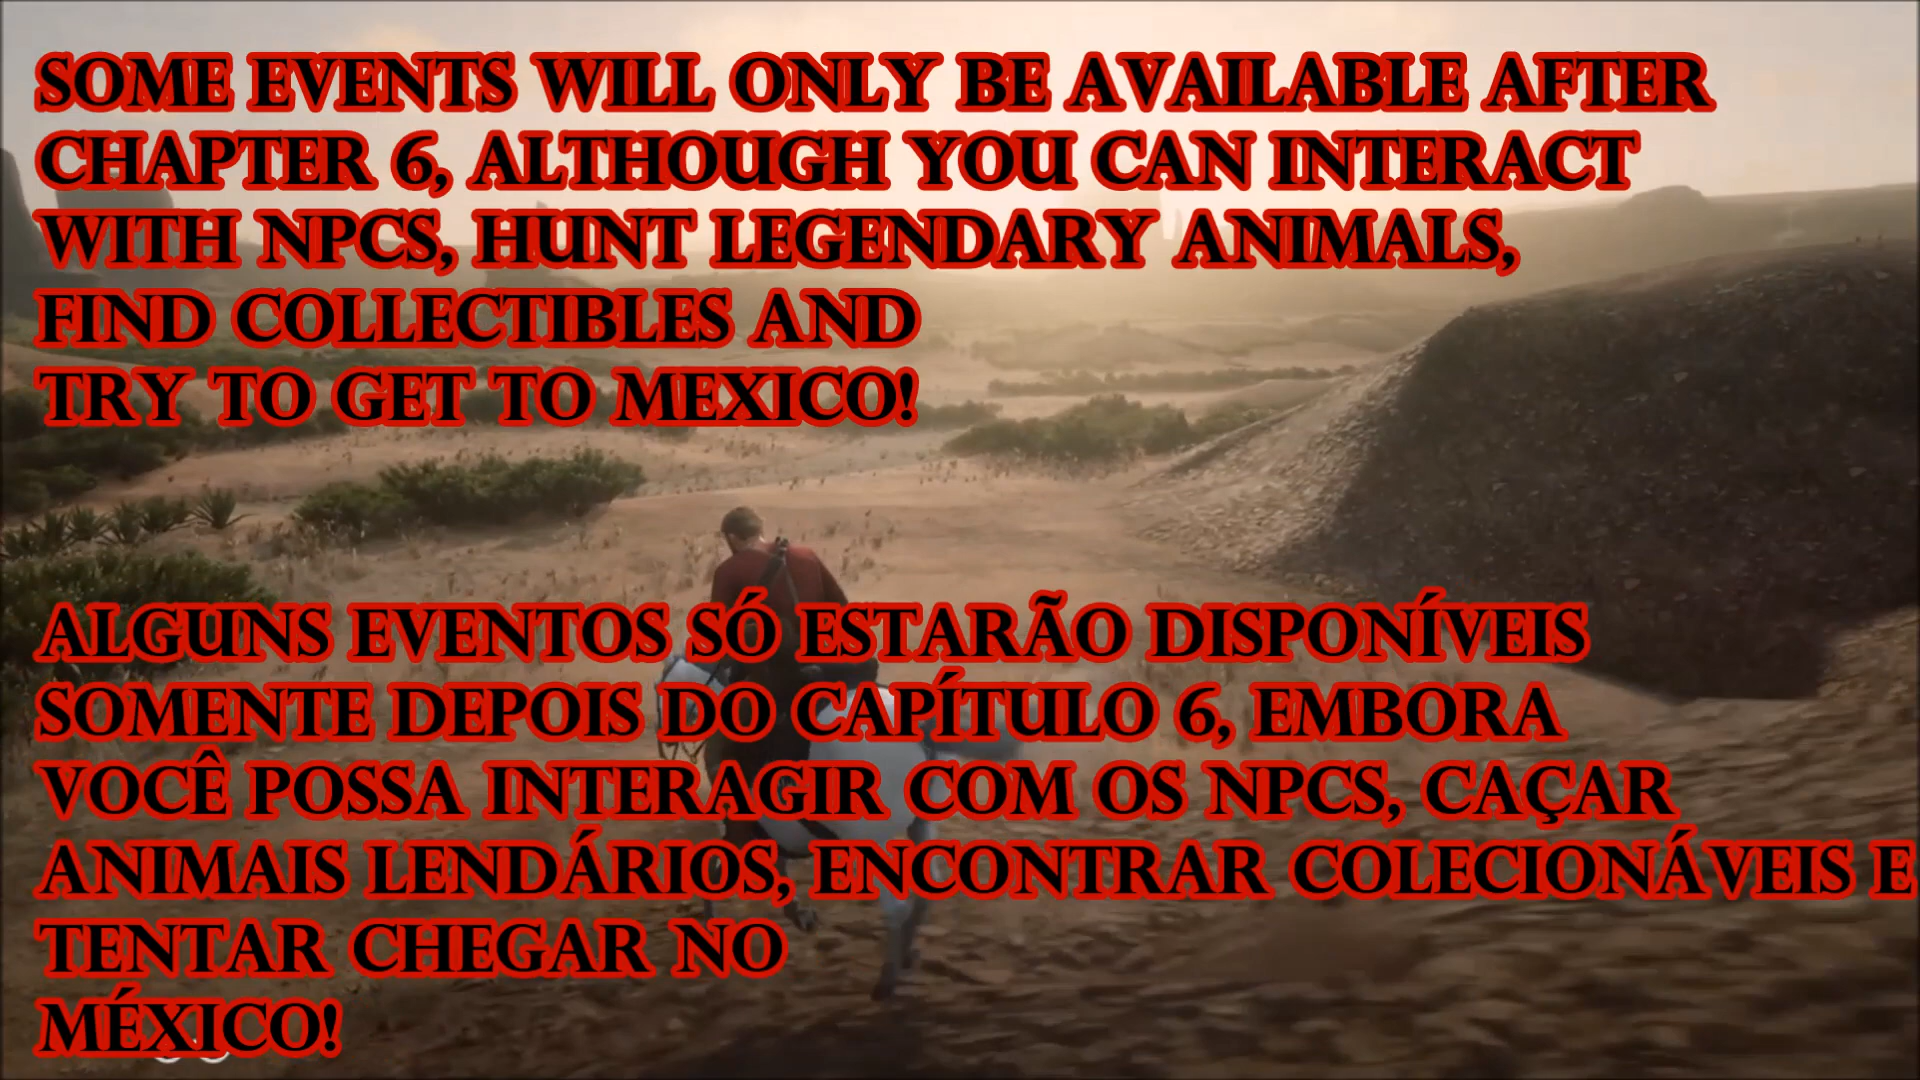 SOME EVENTS WILL ONLY BE AVAILABLE AFTER
CHAPTER 6, ALTHOUGH YOU CAN INTERACT
WITH NPCS, HUNT LEGENDARY ANIMALS,
FIND COLLECTIBLES AND
TRY TO GET TO MEXICO!
ALGUNS EVENTOS SÓ ESTARÃO DISPONÍVEIS
SOMENTE DEPOIS DO CAPÍTULO 6, EMBORA
VOCÊ POSSA INTERAGIR COM OS NPCS, CAÇAR
ANIMAIS LENDÁRIOS, ENCONTRAR COLECIONÁVEIS E
TENTAR CHEGAR NO
MÉXICO!